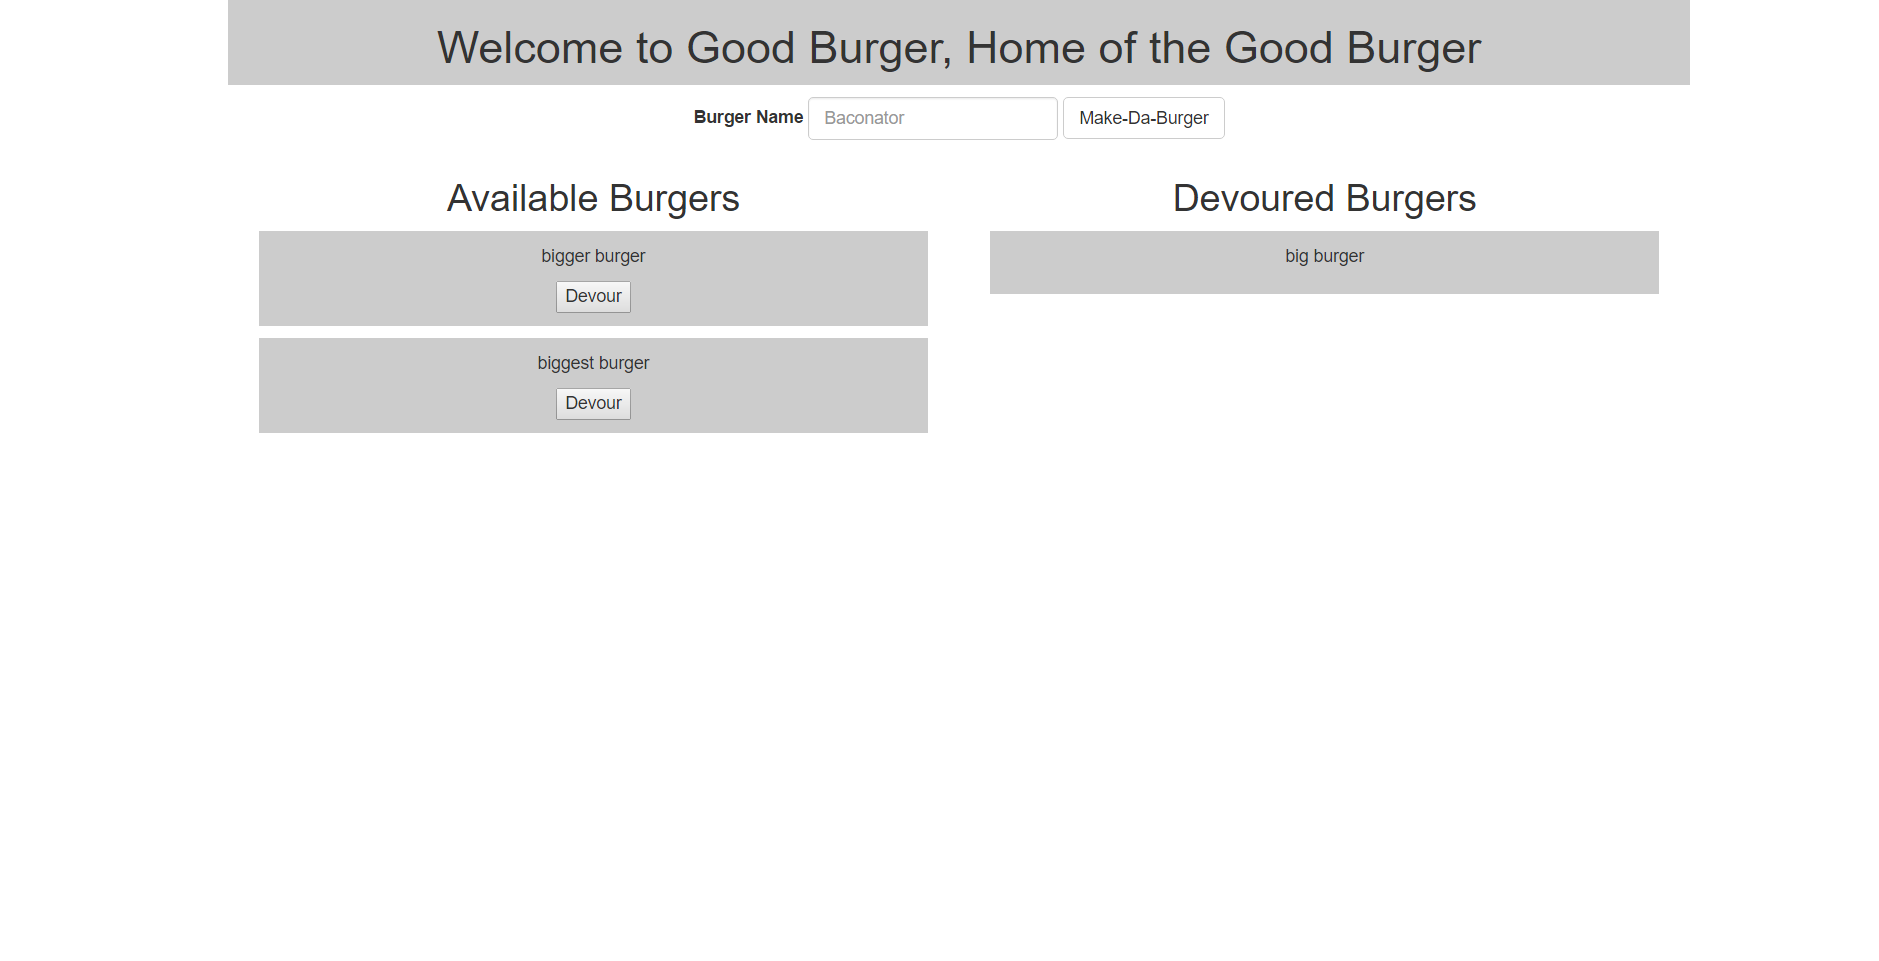 Welcome to Good Burger, Home of the Good Burger
Burger Name Baconator Make-Da-Burger
Available Burgers
bigger burger
Devour
biggest burger
Devour
Devoured Burgers
big burger